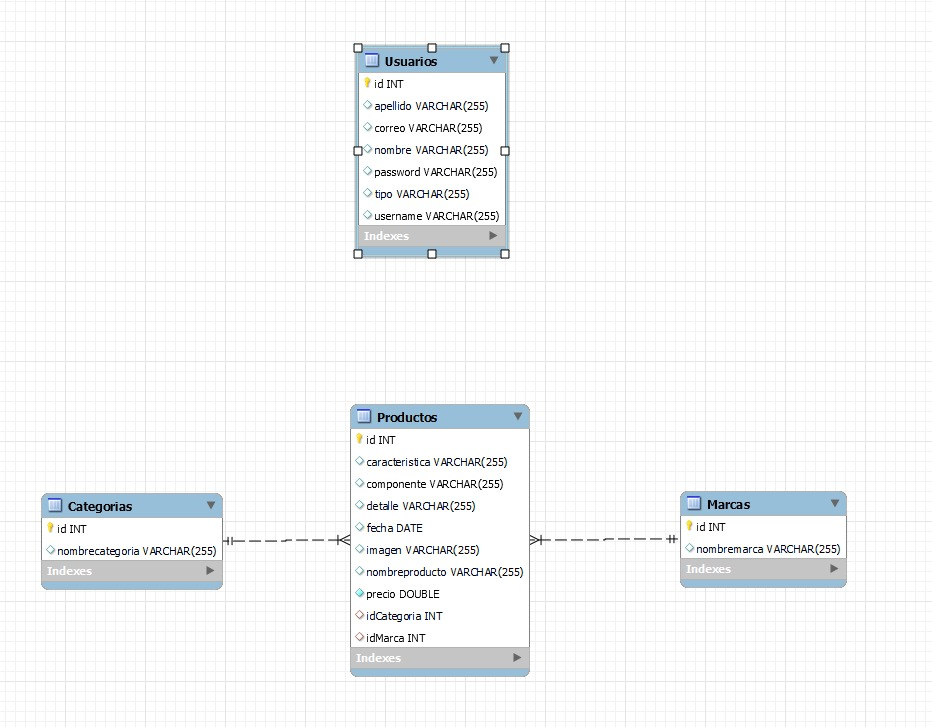 Usuarios
id INT
apellido VARCHAR(255)
correo VARCHAR(255)
nombre VARCHAR(255)
password VARCHAR(255)
tipo VARCHAR(255)
username VARCHAR(255)
Indexes
Categorias
id INT
nombrecategoria VARCHAR(255)
Indexes
Productos
id INT
caracteristica VARCHAR(255)
componente VARCHAR(255)
detalle VARCHAR(255)
fecha DATE
imagen VARCHAR(255)
nombreproducto VARCHAR(255)
precio DOUBLE
idCategoria INT
idMarca INT
Indexes
Marcas
id INT
nombremarca VARCHAR(255)
Indexes